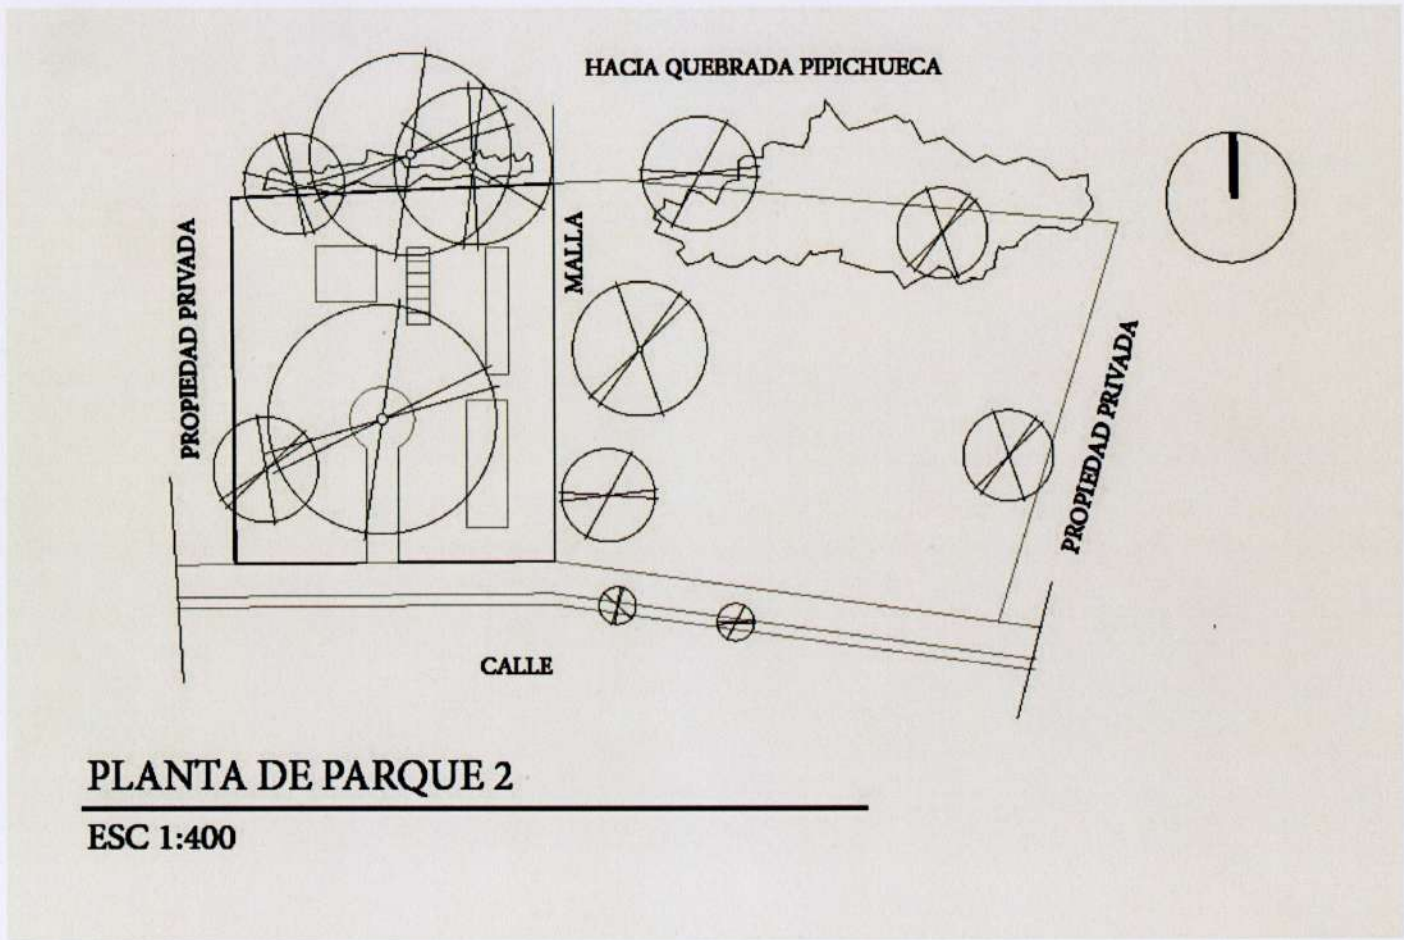 HACIA QUEBRADA PIPICHUECA
PROPIEDAD PRIVADA
MALLA
PROPIEDAD PRIVADA
CALLE
PLANTA DE PARQUE 2
ESC 1:400